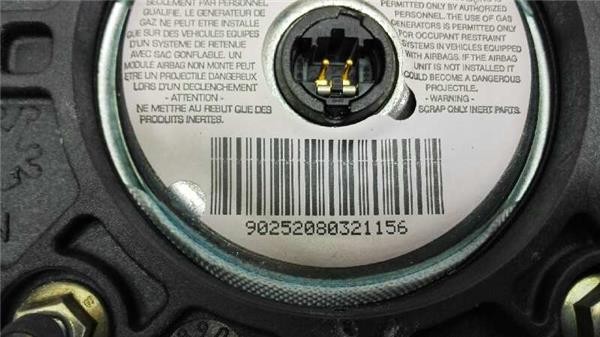 SEULEMENT PAR PERSONNEL
QUALIFIE. LE GENERATEUR DE
GAZ NE PEUT ETRE INSTALLE
QUE SUR DES VEHICULES EQUIPES
D'UN SYSTEME DE RETENUE
AVEC SAC GONFLABLE. UN
MODULE AIRBAG NON MONTE PEUT
ETRE UN PROJECTILE DANGEREUX
LORS D'UN DECLENCHEMENT
- ATTENTION -
NE METTRE AU REBUT QUE DES
PRODUITS INERTES.
PERMITTED ONLY BY AUTHORIZED
PERSONNEL. THE USE OF GAS
GENERATORS IS PERMITTED ONLY
FOR OCCUPANT RESTRAINT
SYSTEMS IN VEHICLES EQUIPPED
WITH AIRBAGS. IF THE AIRBAG
UNIT IS NOT INSTALLED IT
COULD BECOME A DANGEROUS
PROJECTILE.
- WARNING -
SCRAP ONLY INERT PARTS.
90252080321156